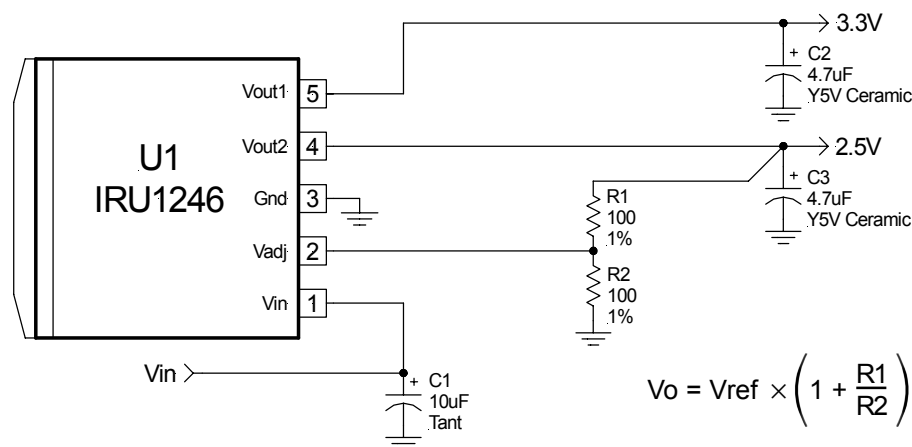 3.3V
C2
4.7uF
Y5V Ceramic
Vout1 5
Vout2 4
2.5V
U1
IRU1246
C3
4.7uF
Y5V Ceramic
Gnd 3
R1
100
1%
Vadj 2
R2
100
1%
Vin 1
Vin
C1
10uF
Tant
Vo = Vref × (1 + R1/R2)